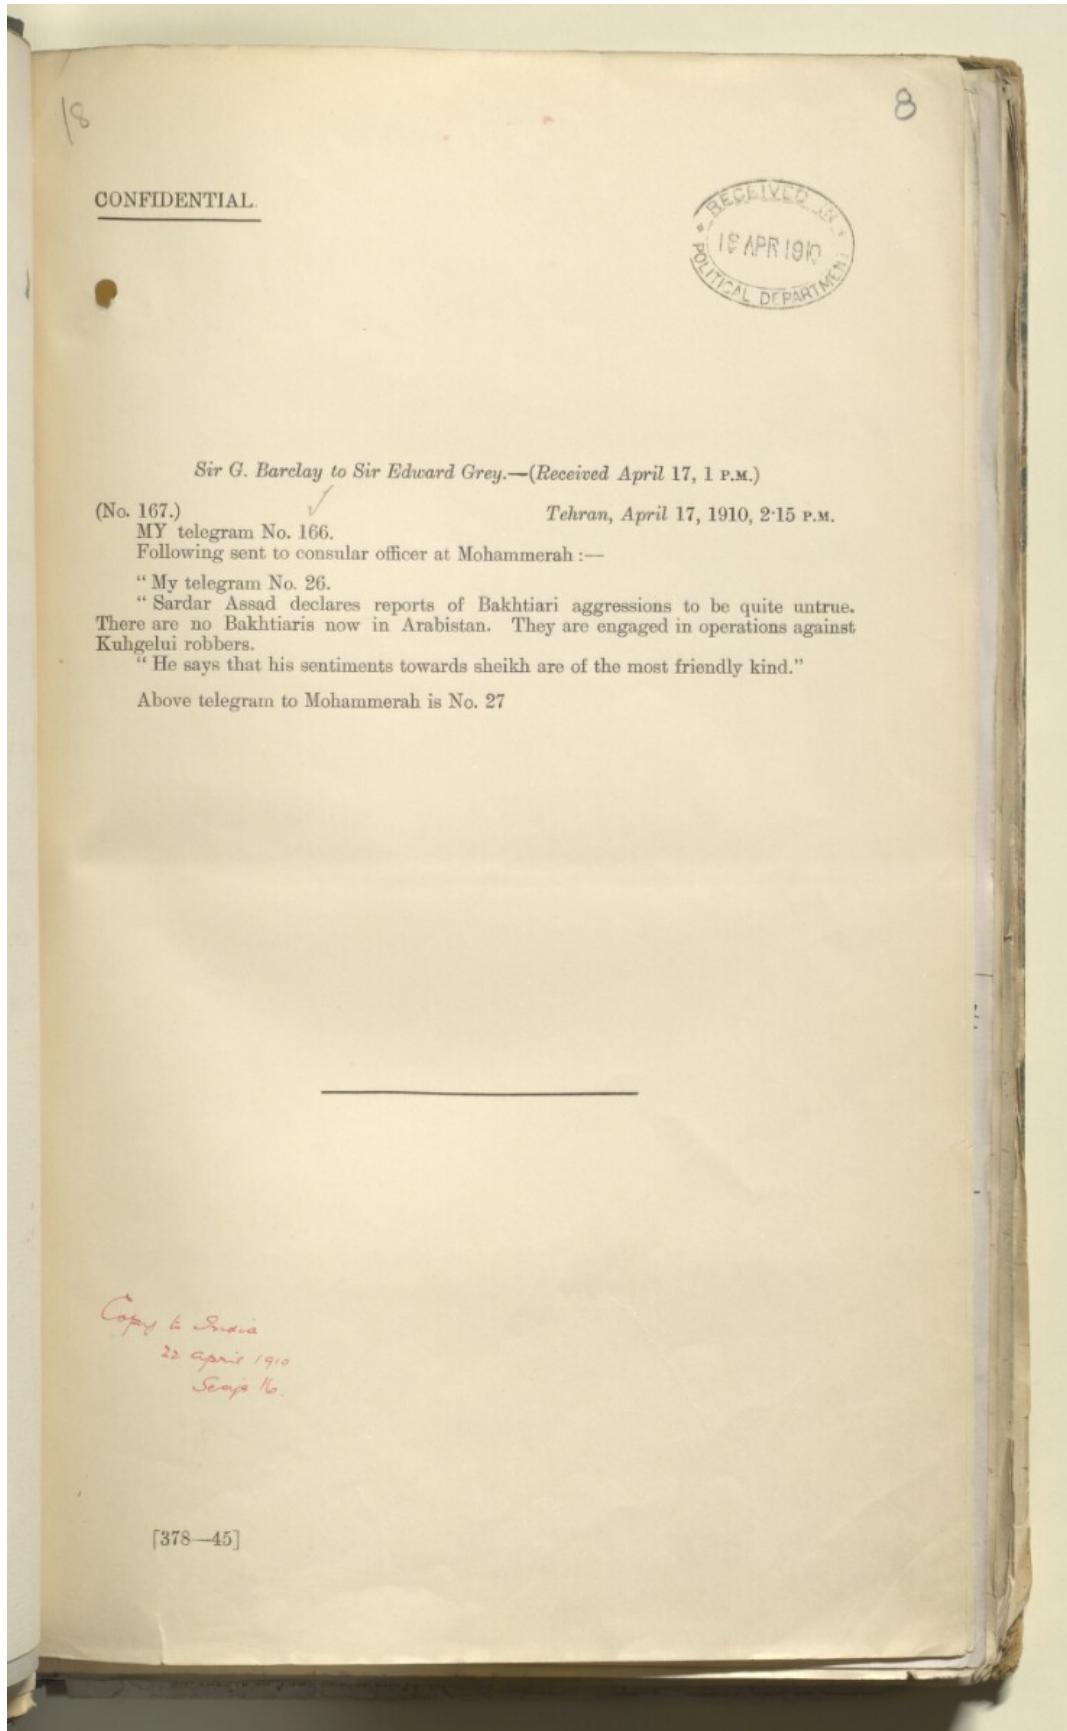 18
8
CONFIDENTIAL.
RECEIVED IN
APR 1910
POLITICAL DEPARTMENT
Sir G. Barclay to Sir Edward Grey.—(Received April 17, 1 P.M.)
(No. 167.) Tehran, April 17, 1910, 2·15 P.M.
MY telegram No. 166.
Following sent to consular officer at Mohammerah :—
“ My telegram No. 26.
“ Sardar Assad declares reports of Bakhtiari aggressions to be quite untrue.
There are no Bakhtiaris now in Arabistan. They are engaged in operations against
Kuhgelui robbers.
“ He says that his sentiments towards sheikh are of the most friendly kind.”
Above telegram to Mohammerah is No. 27
Copy to India
22 April 1910
16.
[378—45]